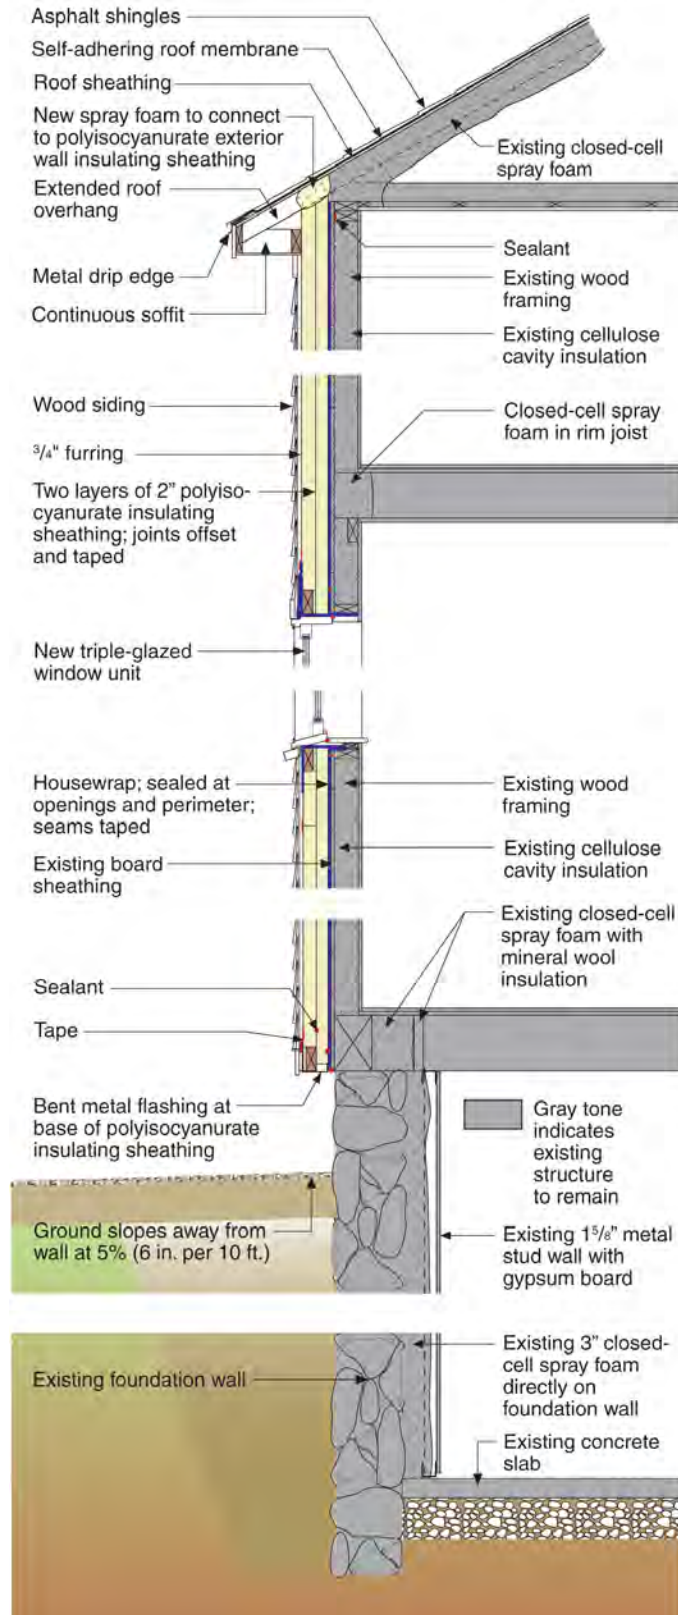 Asphalt shingles
Self-adhering roof membrane
Roof sheathing
New spray foam to connect
to polyisocyanurate exterior
wall insulating sheathing
Extended roof
overhang
Metal drip edge
Continuous soffit
Existing closed-cell
spray foam
Sealant
Existing wood
framing
Existing cellulose
cavity insulation
Wood siding
3/4" furring
Two layers of 2" polyiso-
cyanurate insulating
sheathing; joints offset
and taped
Closed-cell spray
foam in rim joist
New triple-glazed
window unit
Housewrap; sealed at
openings and perimeter;
seams taped
Existing board
sheathing
Existing wood
framing
Existing cellulose
cavity insulation
Existing closed-cell
spray foam with
mineral wool
insulation
Sealant
Tape
Bent metal flashing at
base of polyisocyanurate
insulating sheathing
Gray tone
indicates
existing
structure
to remain
Ground slopes away from
wall at 5% (6 in. per 10 ft.)
Existing 1 5/8" metal
stud wall with
gypsum board
Existing foundation wall
Existing 3" closed-
cell spray foam
directly on
foundation wall
Existing concrete
slab